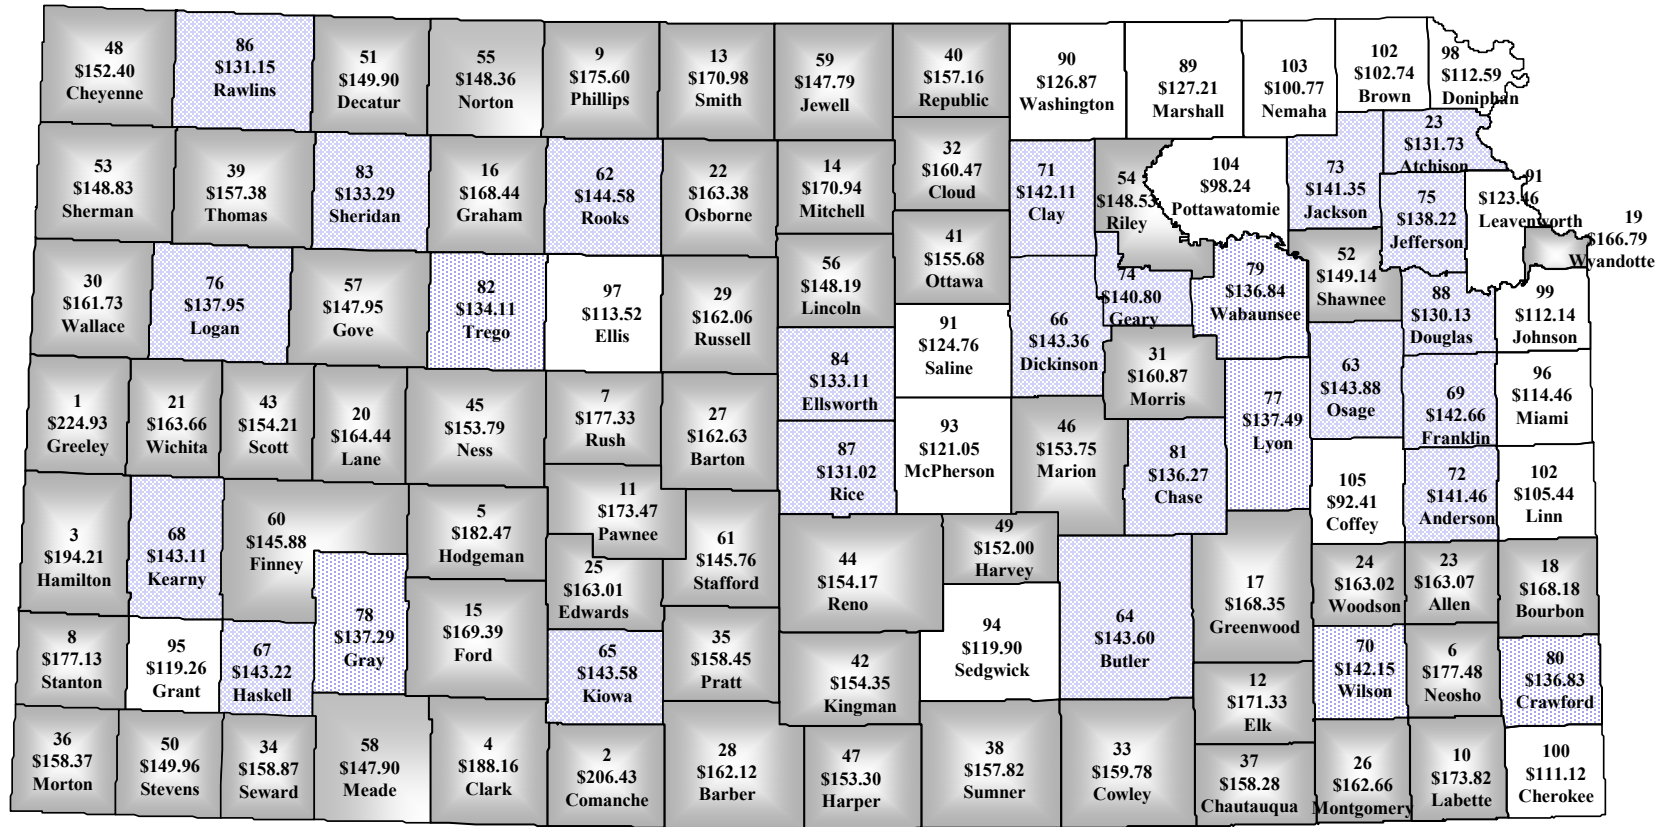 48
$152.40
Cheyenne
86
$131.15
Rawlins
51
$149.90
Decatur
55
$148.36
Norton
9
$175.60
Phillips
13
$170.98
Smith
59
$147.79
Jewell
40
$157.16
Republic
90
$126.87
Washington
89
$127.21
Marshall
103
$100.77
Nemaha
102
$102.74
Brown
98
$112.59
Doniphan
23
$131.73
Atchison
53
$148.83
Sherman
39
$157.38
Thomas
83
$133.29
Sheridan
16
$168.44
Graham
62
$144.58
Rooks
22
$163.38
Osborne
14
$170.94
Mitchell
32
$160.47
Cloud
71
$142.11
Clay
54
$148.53
Riley
104
$98.24
Pottawatomie
73
$141.35
Jackson
75
$138.22
Jefferson
91
$123.46
Leavenworth
19
$166.79
Wyandotte
30
$161.73
Wallace
76
$137.95
Logan
57
$147.95
Gove
82
$134.11
Trego
97
$113.52
Ellis
29
$162.06
Russell
56
$148.19
Lincoln
41
$155.68
Ottawa
91
$124.76
Saline
66
$143.36
Dickinson
74
$140.80
Geary
79
$136.84
Wabaunsee
52
$149.14
Shawnee
88
$130.13
Douglas
99
$112.14
Johnson
1
$224.93
Greeley
21
$163.66
Wichita
43
$154.21
Scott
20
$164.44
Lane
45
$153.79
Ness
7
$177.33
Rush
27
$162.63
Barton
84
$133.11
Ellsworth
87
$131.02
Rice
93
$121.05
McPherson
46
$153.75
Marion
31
$160.87
Morris
81
$136.27
Chase
77
$137.49
Lyon
63
$143.88
Osage
69
$142.66
Franklin
96
$114.46
Miami
3
$194.21
Hamilton
68
$143.11
Kearny
60
$145.88
Finney
5
$182.47
Hodgeman
11
$173.47
Pawnee
61
$145.76
Stafford
44
$154.17
Reno
49
$152.00
Harvey
105
$92.41
Coffey
72
$141.46
Anderson
102
$105.44
Linn
25
$163.01
Edwards
64
$143.60
Butler
17
$168.35
Greenwood
24
$163.02
Woodson
23
$163.07
Allen
18
$168.18
Bourbon
8
$177.13
Stanton
95
$119.26
Grant
67
$143.22
Haskell
78
$137.29
Gray
15
$169.39
Ford
65
$143.58
Kiowa
35
$158.45
Pratt
42
$154.35
Kingman
94
$119.90
Sedgwick
12
$171.33
Elk
70
$142.15
Wilson
6
$177.48
Neosho
80
$136.83
Crawford
36
$158.37
Morton
50
$149.96
Stevens
34
$158.87
Seward
58
$147.90
Meade
4
$188.16
Clark
2
$206.43
Comanche
28
$162.12
Barber
47
$153.30
Harper
38
$157.82
Sumner
33
$159.78
Cowley
37
$158.28
Chautauqua
26
$162.66
Montgomery
10
$173.82
Labette
100
$111.12
Cherokee